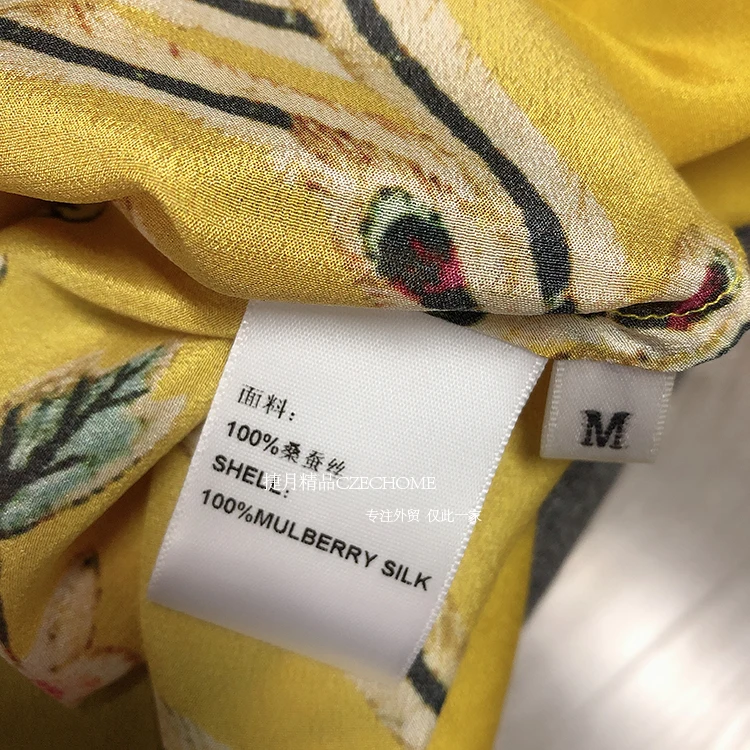 面料：
100%桑蚕丝
SHELL:
100%MULBERRY SILK
M
捷月精品CZECHOME
专注外贸 仅此一家